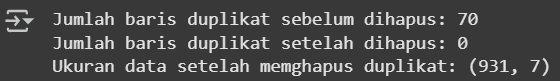 Jumlah baris duplikat sebelum dihapus: 70
Jumlah baris duplikat setelah dihapus: 0
Ukuran data setelah memghapus duplikat: (931, 7)